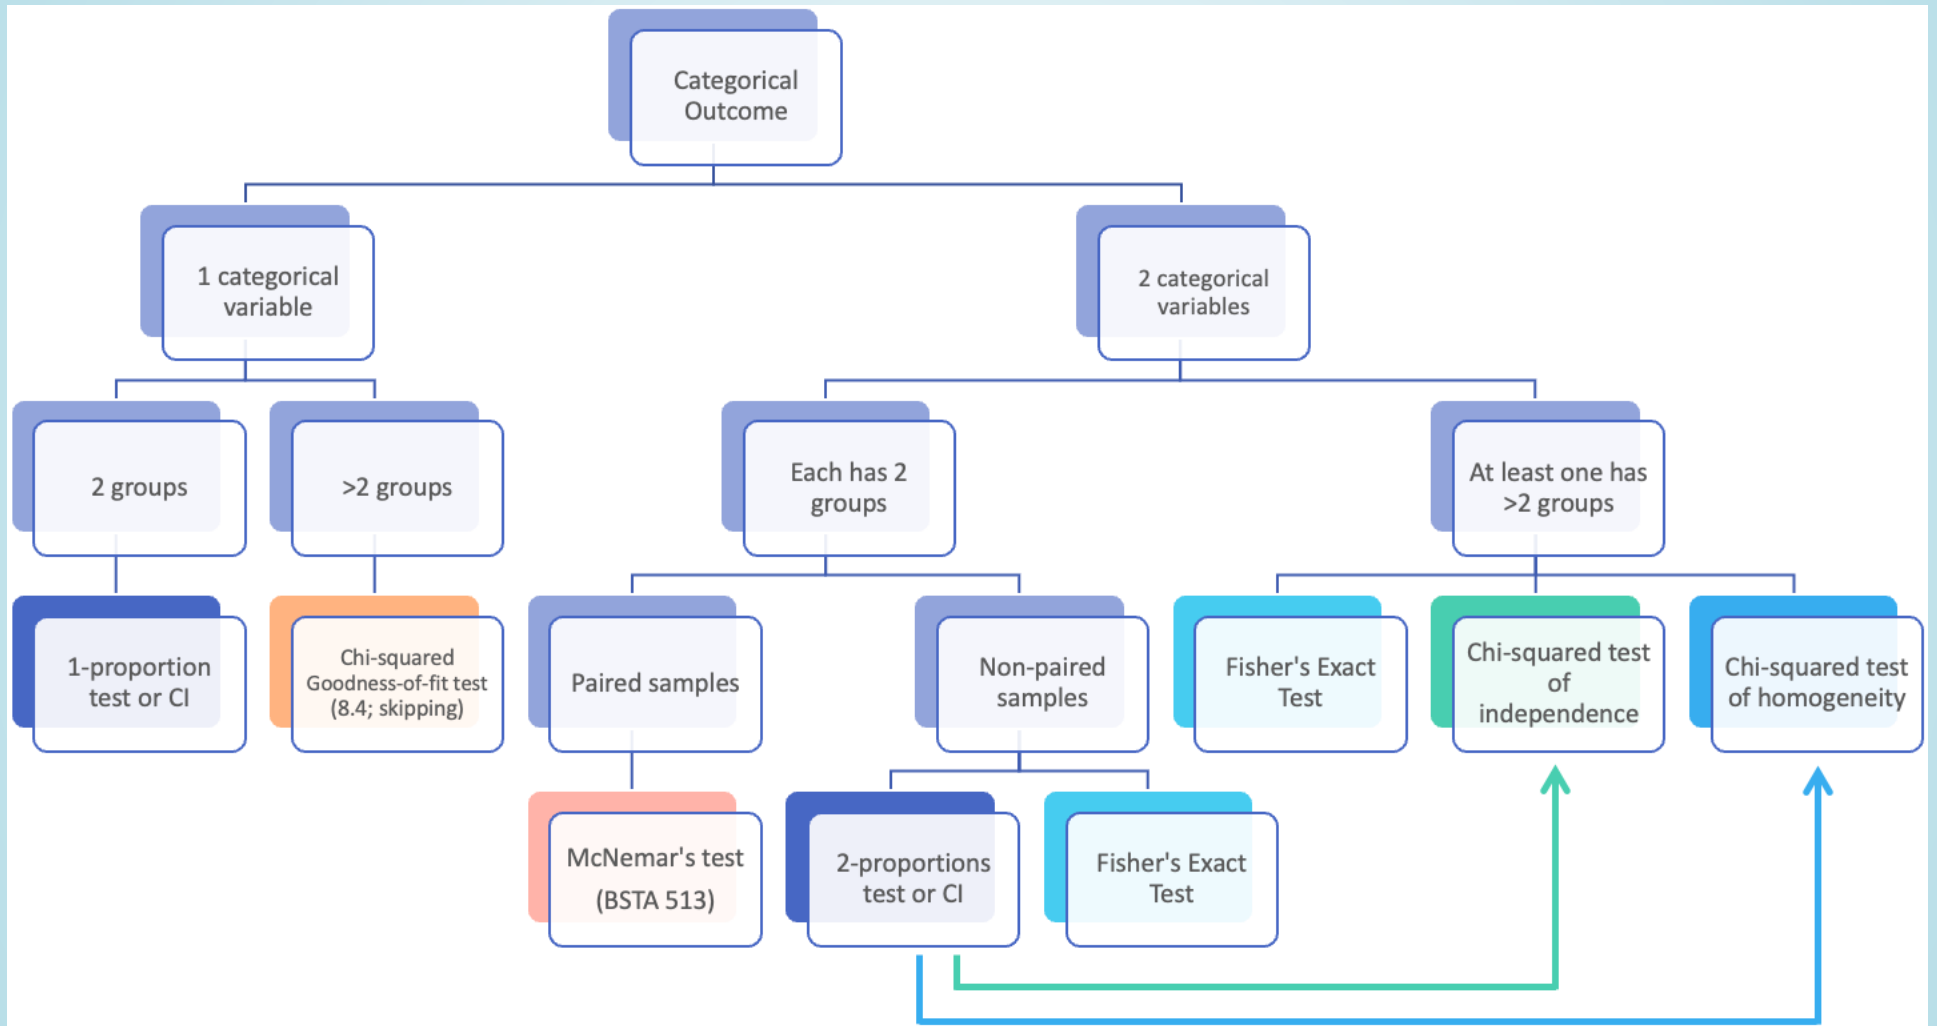 Categorical
Outcome
1 categorical
variable
2 categorical
variables
2 groups
>2 groups
Each has 2
groups
At least one has
>2 groups
1-proportion
test or CI
Chi-squared
Goodness-of-fit test
(8.4; skipping)
Paired samples
Non-paired
samples
Fisher's Exact
Test
Chi-squared test
of
independence
Chi-squared test
of homogeneity
McNemar's test
(BSTA 513)
2-proportions
test or CI
Fisher's Exact
Test